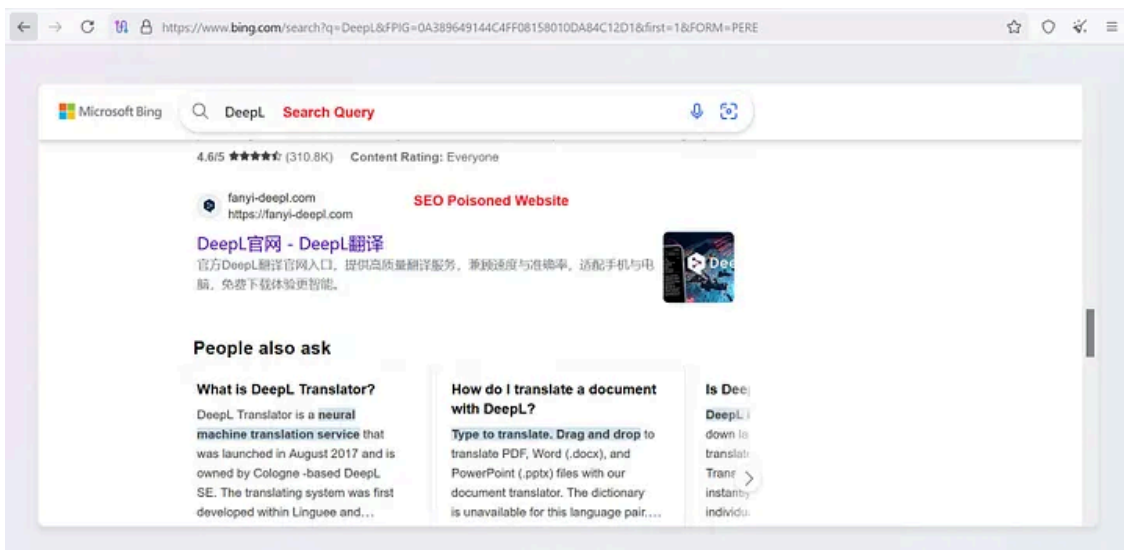 https://www.bing.com/search?q=DeepL&FPIG=0A389649144C4FF08158010DA84C12D1&first=1&FORM=PERE
Microsoft Bing
DeepL Search Query
4.6/5 ★★★★½ (310.8K) Content Rating: Everyone
fanyi-deepl.com
https://fanyi-deepl.com
SEO Poisoned Website
DeepL官网 - DeepL翻译
官方DeepL翻译官网入口，提供高质量翻译服务，兼顾速度与准确率，适配手机与电
脑，免费下载体验更智能。
Dee
People also ask
What is DeepL Translator?
DeepL Translator is a neural
machine translation service that
was launched in August 2017 and is
owned by Cologne -based DeepL
SE. The translating system was first
developed within Linguee and...
How do I translate a document
with DeepL?
Type to translate. Drag and drop to
translate PDF, Word (.docx), and
PowerPoint (.pptx) files with our
document translator. The dictionary
is unavailable for this language pair....
Is Dee
DeepL
down